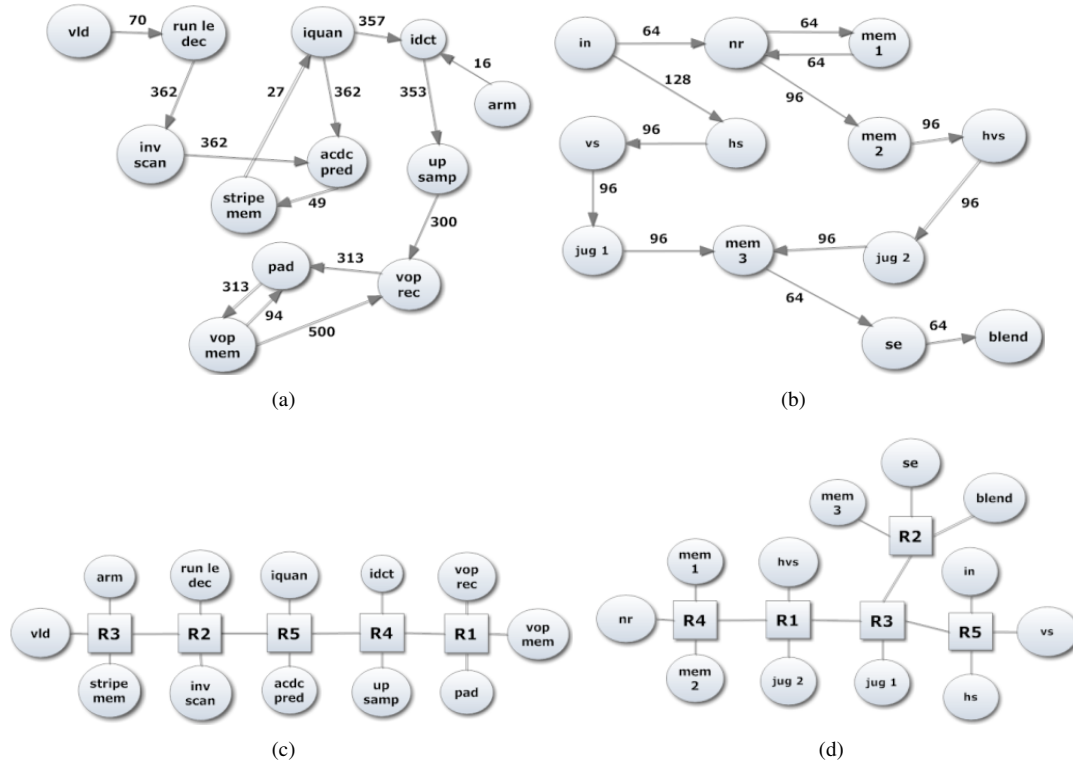 vld
70
run le
dec
iquan
357
idct
16
arm
362
27
362
353
inv
scan
362
acdc
pred
up
samp
stripe
mem
49
300
pad
313
vop
rec
313
94
vop
mem
500
(a)
in
64
nr
64
mem
1
64
128
96
vs
96
hs
mem
2
96
hvs
96
96
jug 1
96
mem
3
96
jug 2
64
se
64
blend
(b)
arm
run le
dec
iquan
idct
vop
rec
vld
R3
R2
R5
R4
R1
vop
mem
stripe
mem
inv
scan
acdc
pred
up
samp
pad
(c)
se
mem
3
blend
R2
mem
1
hvs
in
nr
R4
R1
R3
R5
vs
mem
2
jug 2
jug 1
hs
(d)